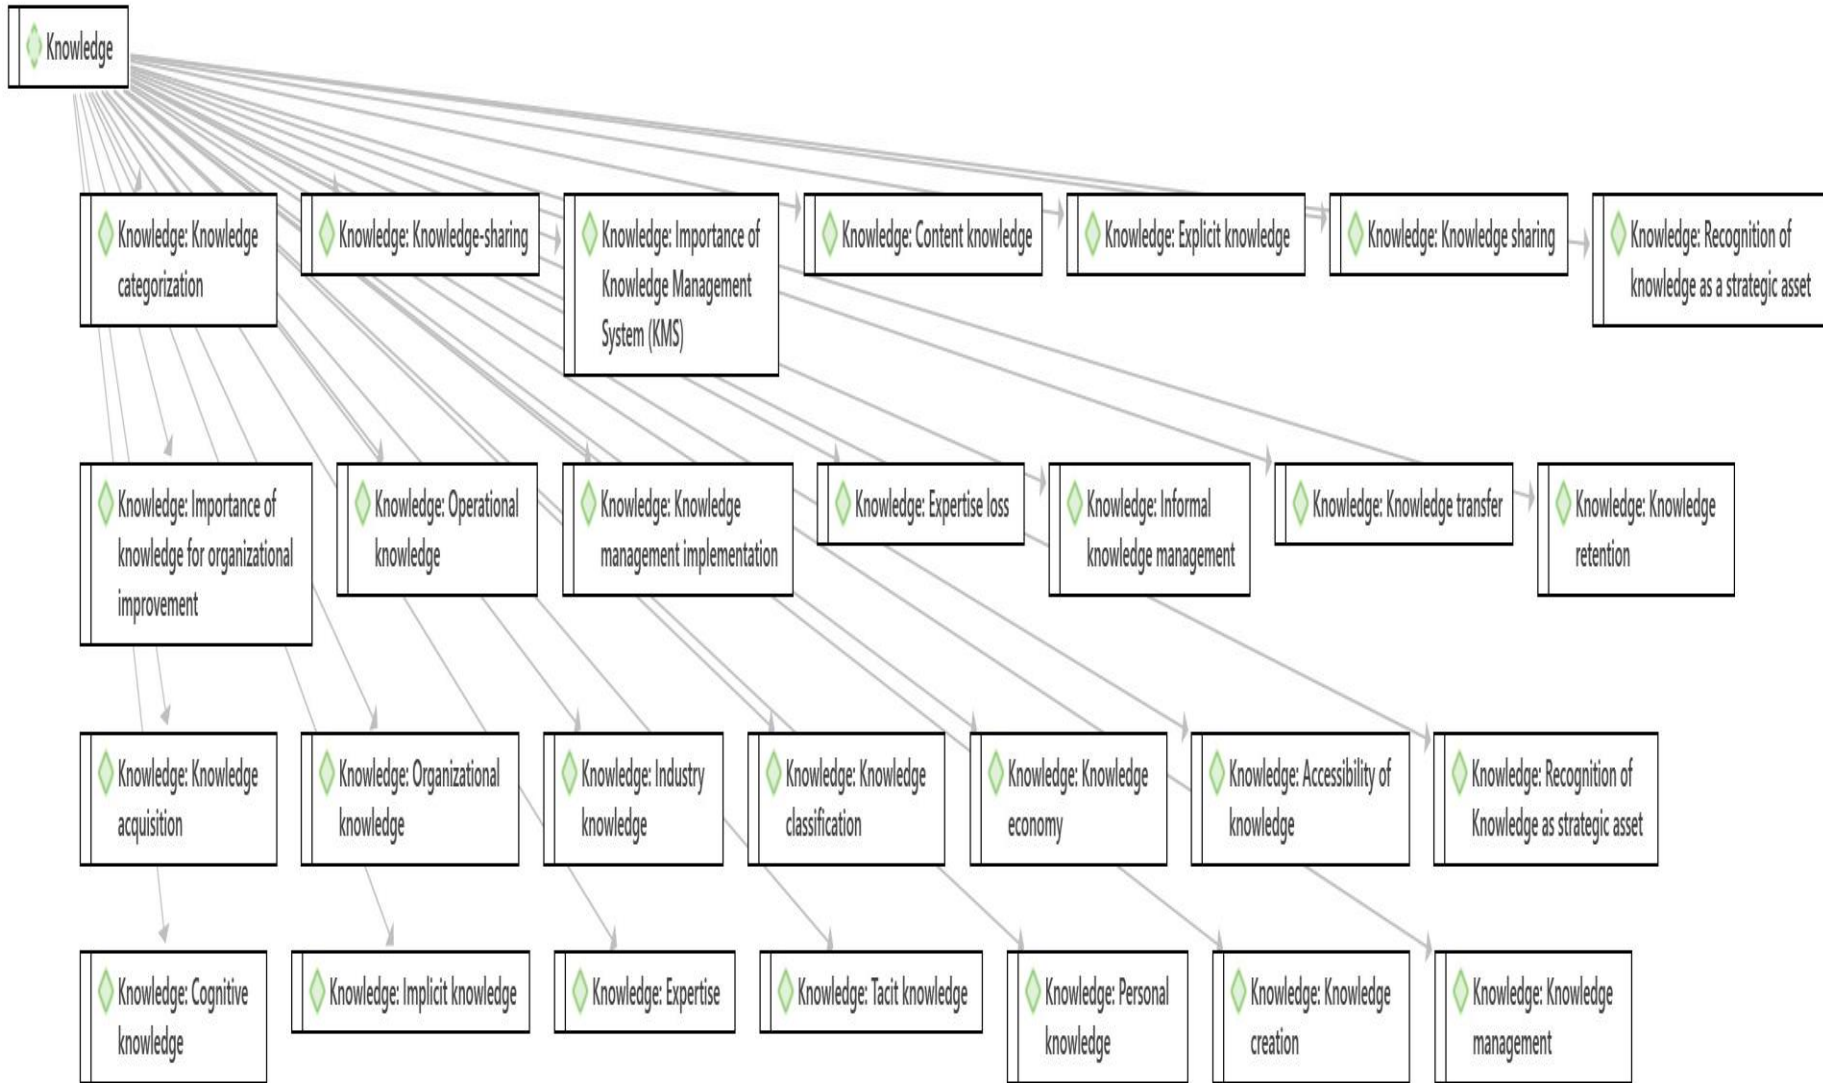 Knowledge
Knowledge: Knowledge
categorization
Knowledge: Knowledge-sharing
Knowledge: Importance of
Knowledge Management
System (KMS)
Knowledge: Content knowledge
Knowledge: Explicit knowledge
Knowledge: Knowledge sharing
Knowledge: Recognition of
knowledge as a strategic asset
Knowledge: Importance of
knowledge for organizational
improvement
Knowledge: Operational
knowledge
Knowledge: Knowledge
management implementation
Knowledge: Expertise loss
Knowledge: Informal
knowledge management
Knowledge: Knowledge transfer
Knowledge: Knowledge
retention
Knowledge: Knowledge
acquisition
Knowledge: Organizational
knowledge
Knowledge: Industry
knowledge
Knowledge: Knowledge
classification
Knowledge: Knowledge
economy
Knowledge: Accessibility of
knowledge
Knowledge: Recognition of
Knowledge as strategic asset
Knowledge: Cognitive
knowledge
Knowledge: Implicit knowledge
Knowledge: Expertise
Knowledge: Tacit knowledge
Knowledge: Personal
knowledge
Knowledge: Knowledge
creation
Knowledge: Knowledge
management